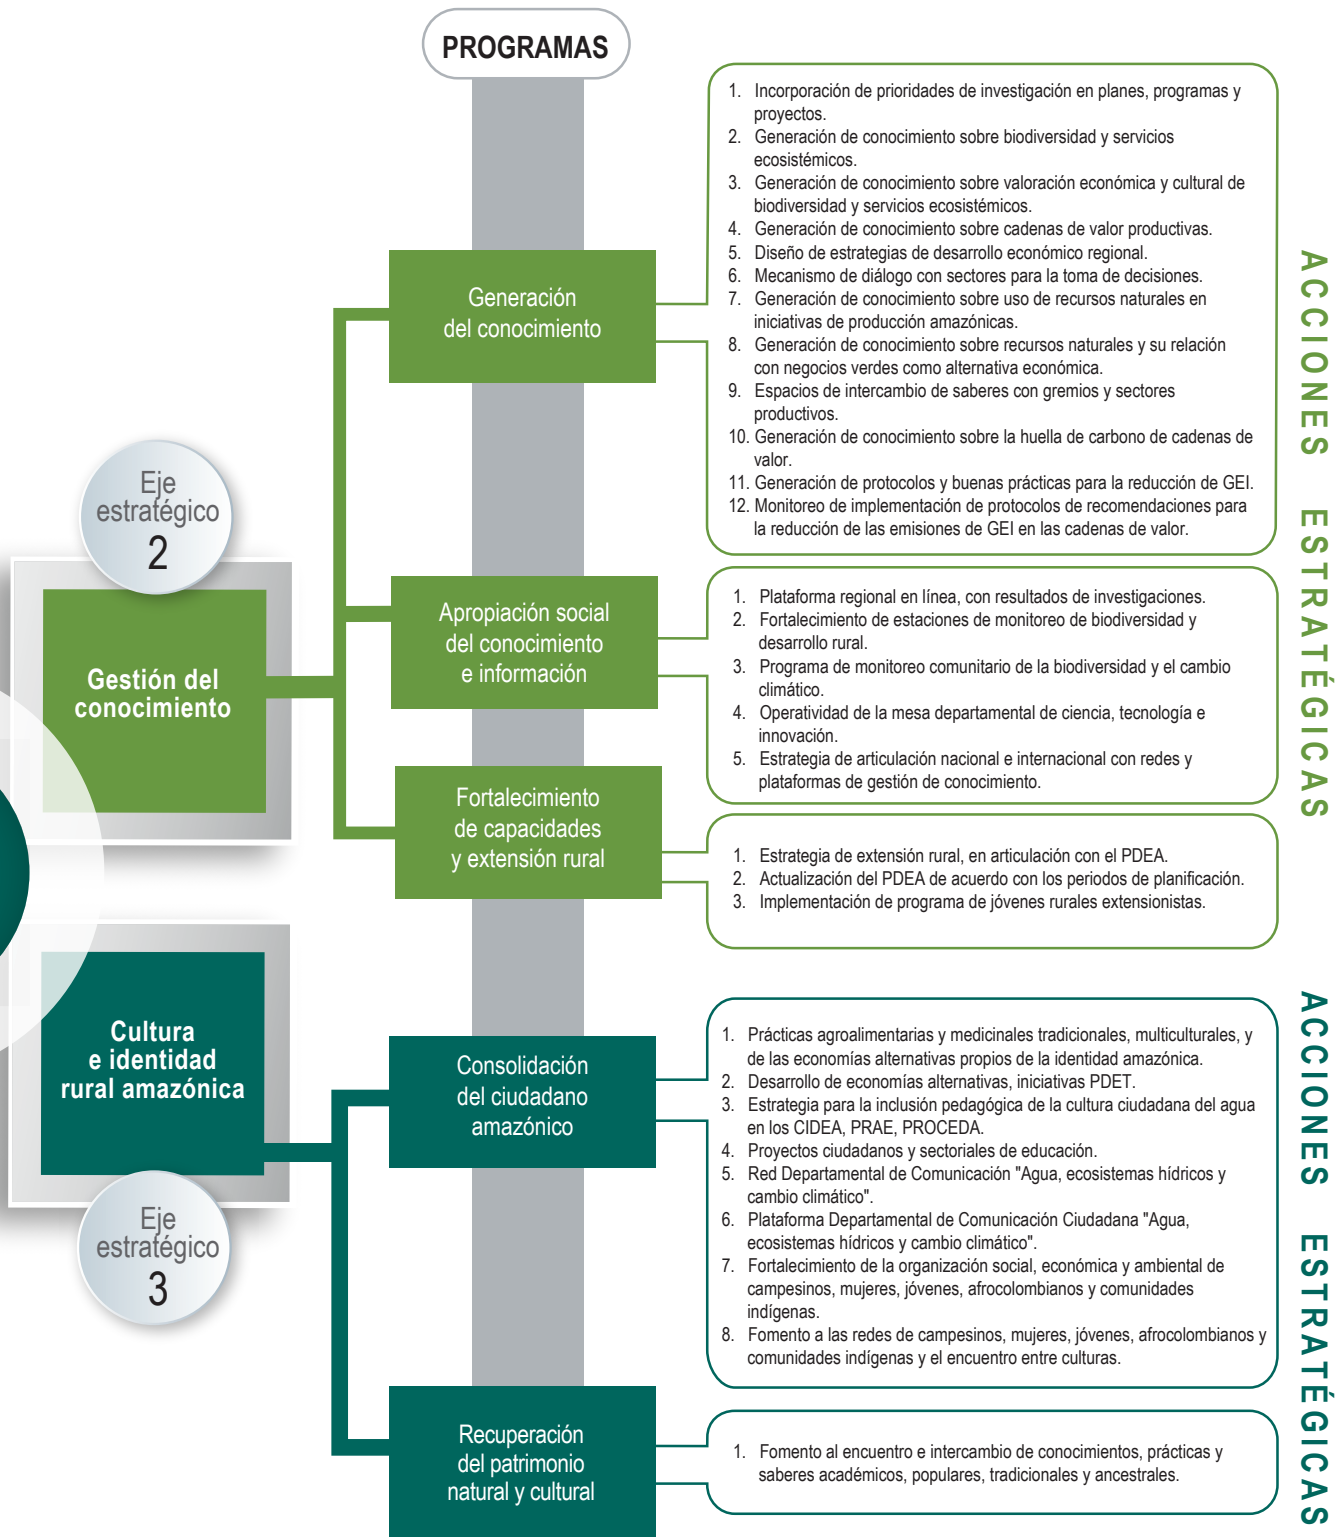 PROGRAMAS
Eje
estratégico
2
Gestión del
conocimiento
Generación
del conocimiento
1. Incorporación de prioridades de investigación en planes, programas y
proyectos.
2. Generación de conocimiento sobre biodiversidad y servicios
ecosistémicos.
3. Generación de conocimiento sobre valoración económica y cultural de
biodiversidad y servicios ecosistémicos.
4. Generación de conocimiento sobre cadenas de valor productivas.
5. Diseño de estrategias de desarrollo económico regional.
6. Mecanismo de diálogo con sectores para la toma de decisiones.
7. Generación de conocimiento sobre uso de recursos naturales en
iniciativas de producción amazónicas.
8. Generación de conocimiento sobre recursos naturales y su relación
con negocios verdes como alternativa económica.
9. Espacios de intercambio de saberes con gremios y sectores
productivos.
10. Generación de conocimiento sobre la huella de carbono de cadenas de
valor.
11. Generación de protocolos y buenas prácticas para la reducción de GEI.
12. Monitoreo de implementación de protocolos de recomendaciones para
la reducción de las emisiones de GEI en las cadenas de valor.
Apropiación social
del conocimiento
e información
1. Plataforma regional en línea, con resultados de investigaciones.
2. Fortalecimiento de estaciones de monitoreo de biodiversidad y
desarrollo rural.
3. Programa de monitoreo comunitario de la biodiversidad y el cambio
climático.
4. Operatividad de la mesa departamental de ciencia, tecnología e
innovación.
5. Estrategia de articulación nacional e internacional con redes y
plataformas de gestión de conocimiento.
Fortalecimiento
de capacidades
y extensión rural
1. Estrategia de extensión rural, en articulación con el PDEA.
2. Actualización del PDEA de acuerdo con los periodos de planificación.
3. Implementación de programa de jóvenes rurales extensionistas.
ACCIONES ESTRATÉGICAS
Cultura
e identidad
rural amazónica
Eje
estratégico
3
Consolidación
del ciudadano
amazónico
1. Prácticas agroalimentarias y medicinales tradicionales, multiculturales, y
de las economías alternativas propios de la identidad amazónica.
2. Desarrollo de economías alternativas, iniciativas PDET.
3. Estrategia para la inclusión pedagógica de la cultura ciudadana del agua
en los CIDEA, PRAE, PROCEDA.
4. Proyectos ciudadanos y sectoriales de educación.
5. Red Departamental de Comunicación "Agua, ecosistemas hídricos y
cambio climático".
6. Plataforma Departamental de Comunicación Ciudadana "Agua,
ecosistemas hídricos y cambio climático".
7. Fortalecimiento de la organización social, económica y ambiental de
campesinos, mujeres, jóvenes, afrocolombianos y comunidades
indígenas.
8. Fomento a las redes de campesinos, mujeres, jóvenes, afrocolombianos y
comunidades indígenas y el encuentro entre culturas.
Recuperación
del patrimonio
natural y cultural
1. Fomento al encuentro e intercambio de conocimientos, prácticas y
saberes académicos, populares, tradicionales y ancestrales.
ACCIONES ESTRATÉGICAS